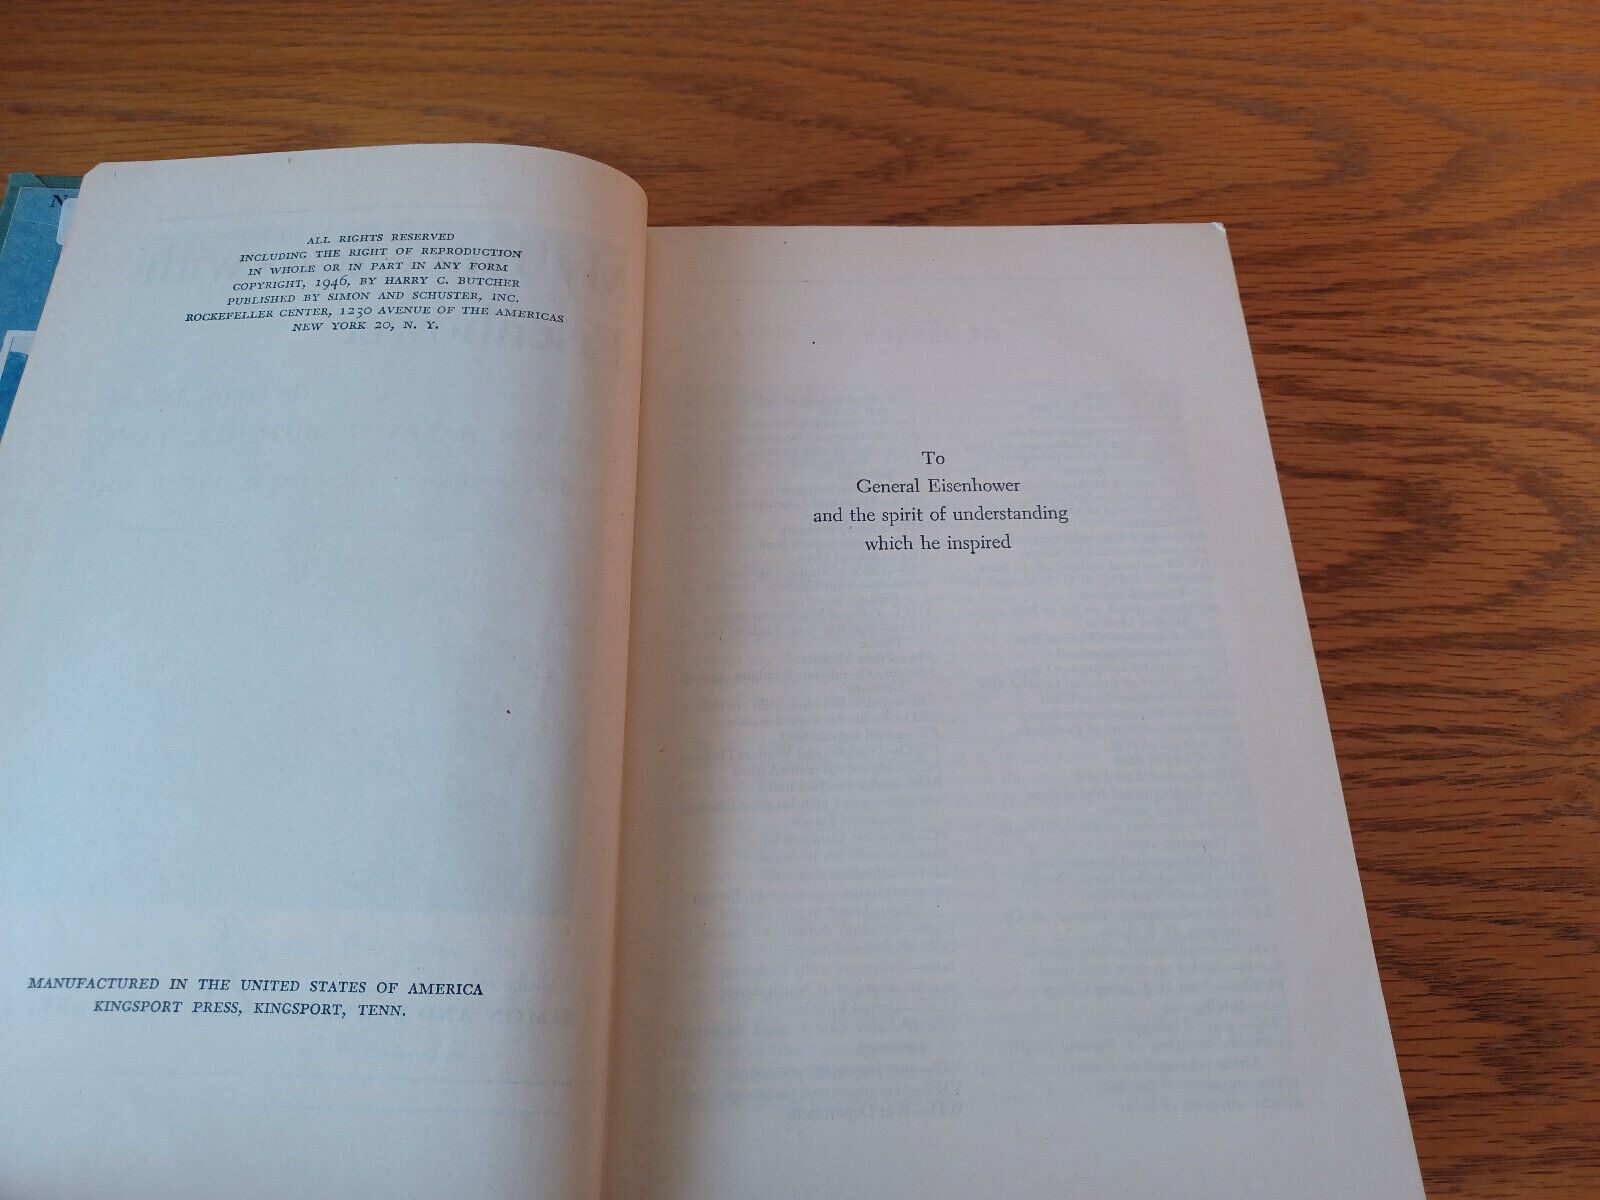 ALL RIGHTS RESERVED
INCLUDING THE RIGHT OF REPRODUCTION
IN WHOLE OR IN PART IN ANY FORM
COPYRIGHT, 1946, BY HARRY C. BUTCHER
PUBLISHED BY SIMON AND SCHUSTER, INC.
ROCKEFELLER CENTER, 1230 AVENUE OF THE AMERICAS
NEW YORK 20, N. Y.
MANUFACTURED IN THE UNITED STATES OF AMERICA
KINGSPORT PRESS, KINGSPORT, TENN.
To
General Eisenhower
and the spirit of understanding
which he inspired